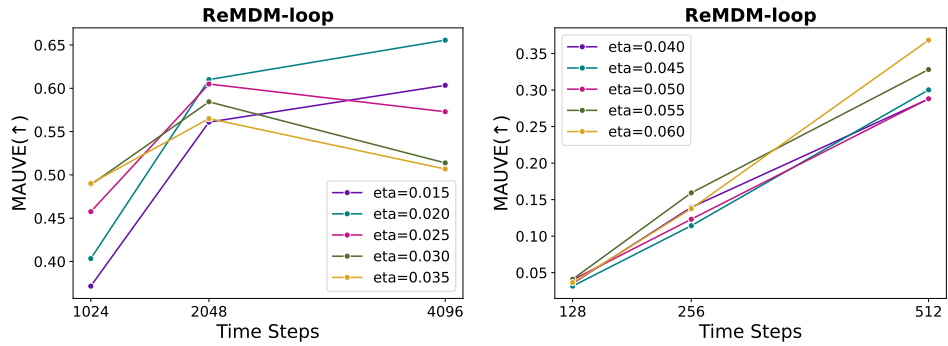 ReMDM-loop
MAUVE(↑)
0.65
0.60
0.55
0.50
0.45
0.40
eta=0.015
eta=0.020
eta=0.025
eta=0.030
eta=0.035
1024
2048
4096
Time Steps
ReMDM-loop
MAUVE(↑)
0.35
0.30
0.25
0.20
0.15
0.10
0.05
eta=0.040
eta=0.045
eta=0.050
eta=0.055
eta=0.060
128
256
512
Time Steps